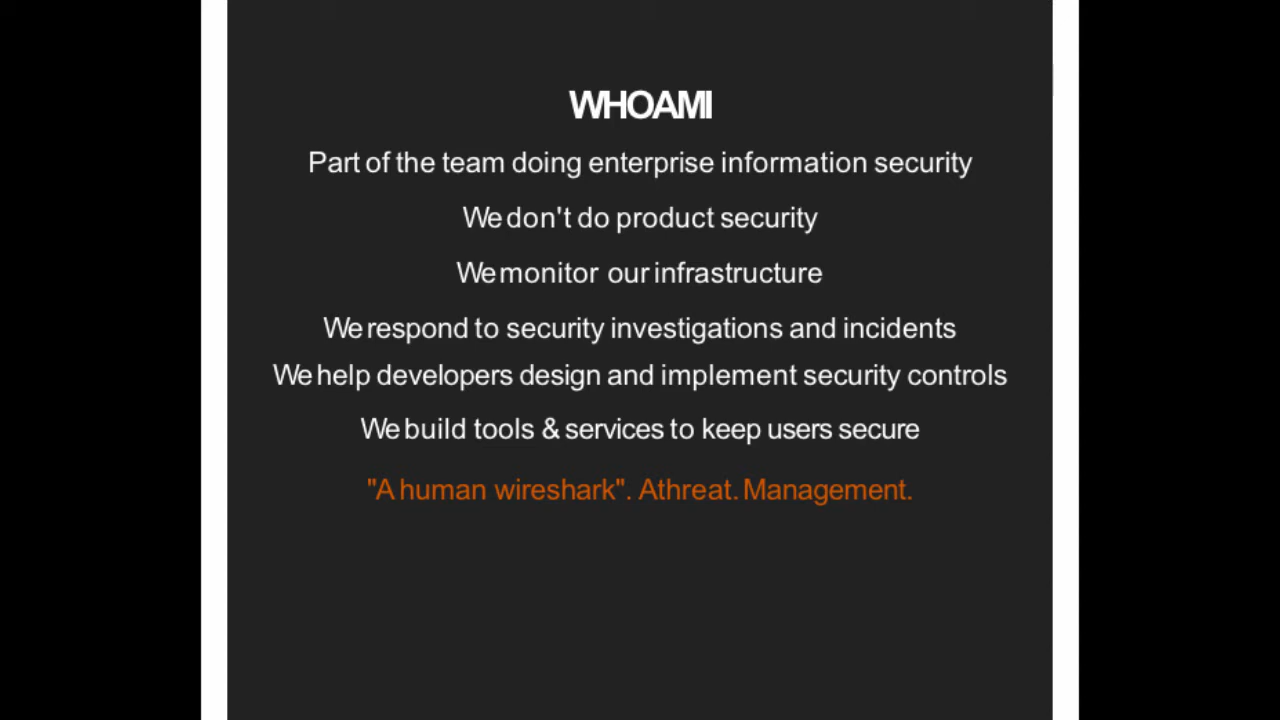 WHOAMI
Part of the team doing enterprise information security
We don't do product security
We monitor our infrastructure
We respond to security investigations and incidents
We help developers design and implement security controls
We build tools & services to keep users secure
"A human wireshark". Athreat. Management.